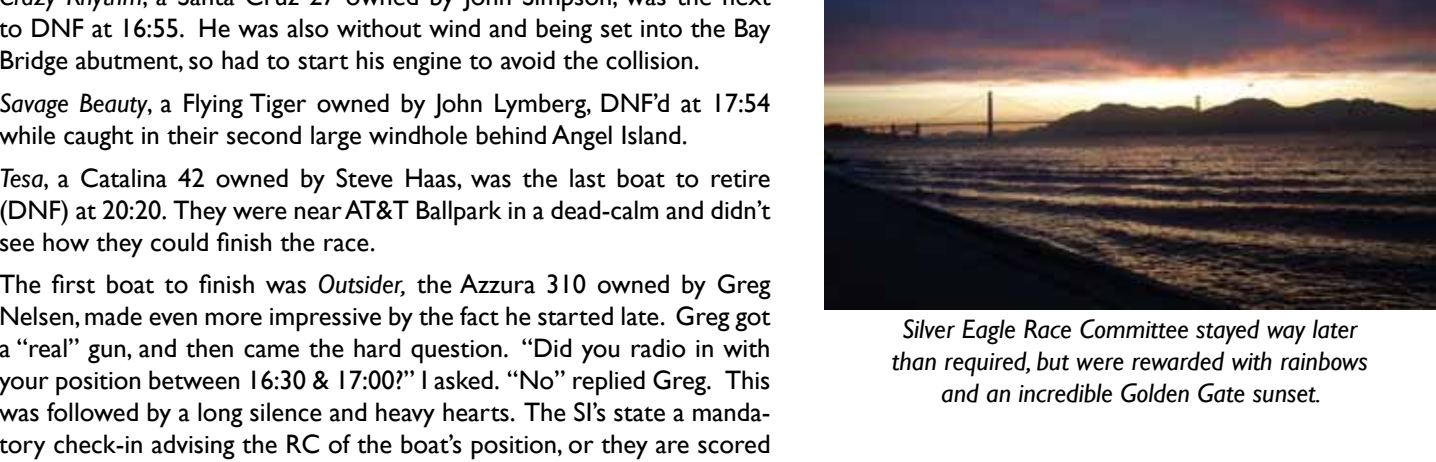 Crazy Rhythm, a Santa Cruz 27 owned by John Simpson, was the next
to DNF at 16:55. He was also without wind and being set into the Bay
Bridge abutment, so had to start his engine to avoid the collision.
Savage Beauty, a Flying Tiger owned by John Lymberg, DNF'd at 17:54
while caught in their second large windhole behind Angel Island.
Tesa, a Catalina 42 owned by Steve Haas, was the last boat to retire
(DNF) at 20:20. They were near AT&T Ballpark in a dead-calm and didn't
see how they could finish the race.
The first boat to finish was Outsider, the Azzura 310 owned by Greg
Nelsen, made even more impressive by the fact he started late. Greg got
a “real” gun, and then came the hard question. “Did you radio in with
your position between 16:30 & 17:00?” I asked. “No” replied Greg. This
was followed by a long silence and heavy hearts. The SI's state a manda-
tory check-in advising the RC of the boat's position, or they are scored
Silver Eagle Race Committee stayed way later
than required, but were rewarded with rainbows
and an incredible Golden Gate sunset.